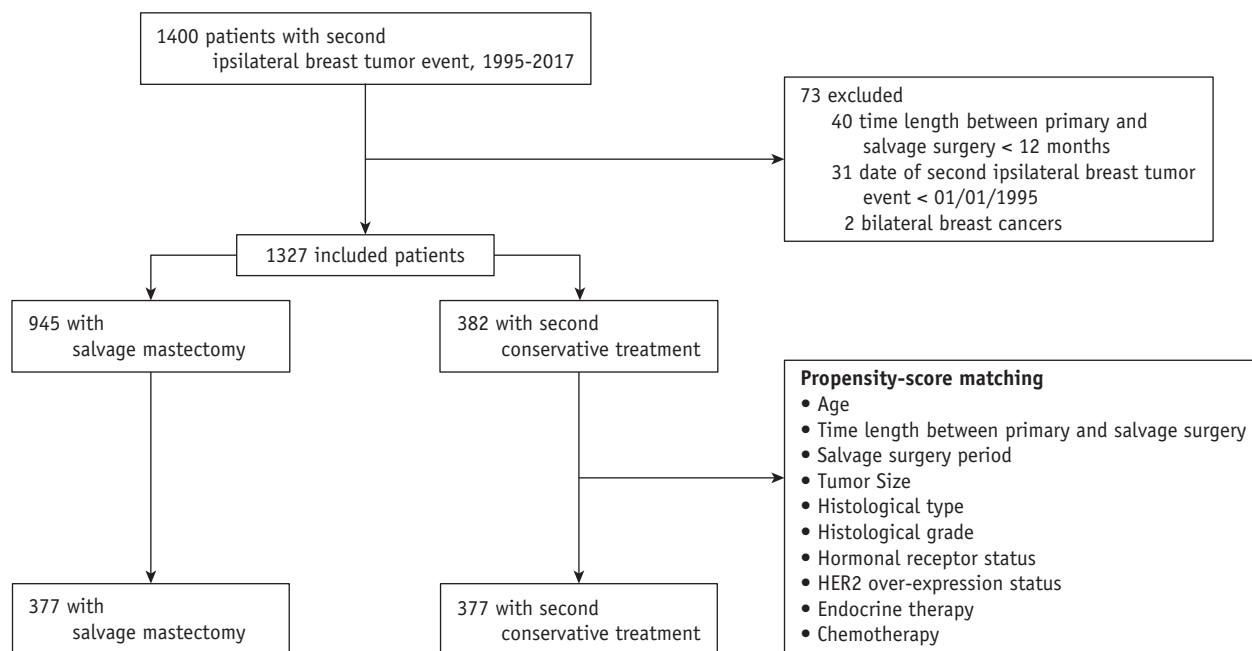 1400 patients with second
ipsilateral breast tumor event, 1995-2017
73 excluded
40 time length between primary and
salvage surgery < 12 months
31 date of second ipsilateral breast tumor
event < 01/01/1995
2 bilateral breast cancers
1327 included patients
945 with
salvage mastectomy
382 with second
conservative treatment
Propensity-score matching
• Age
• Time length between primary and salvage surgery
• Salvage surgery period
• Tumor Size
• Histological type
• Histological grade
• Hormonal receptor status
• HER2 over-expression status
• Endocrine therapy
• Chemotherapy
377 with
salvage mastectomy
377 with second
conservative treatment